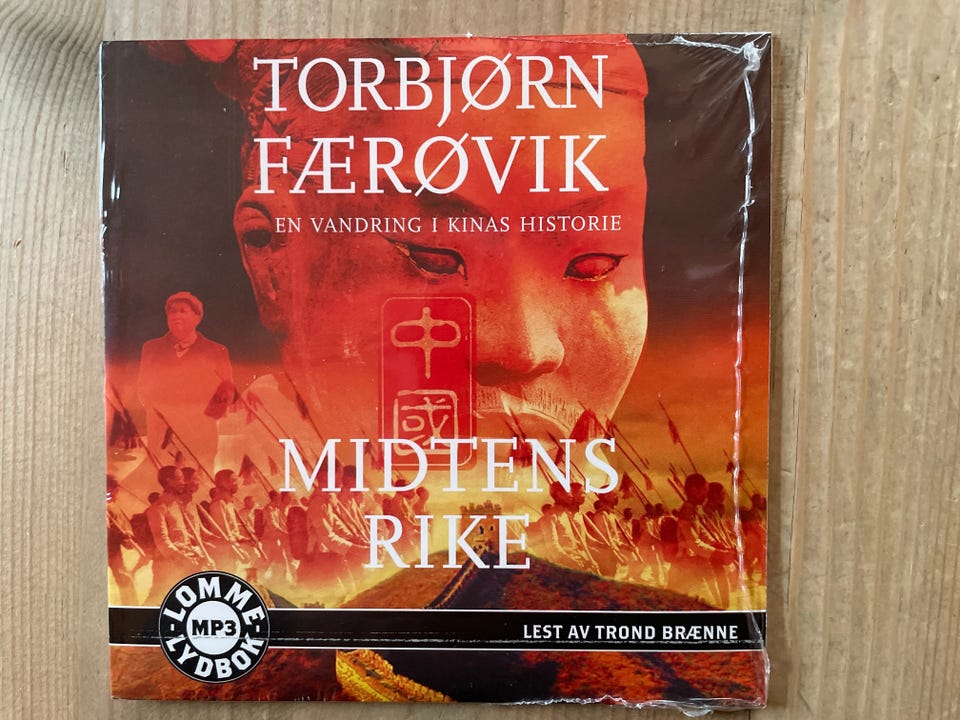 TORBJØRN
FÆRØVIK
EN VANDRING I KINAS HISTORIE
中
國
MIDTENS
RIKE
LOMME-
MP3
LYDBOK
LEST AV TROND BRÆNNE